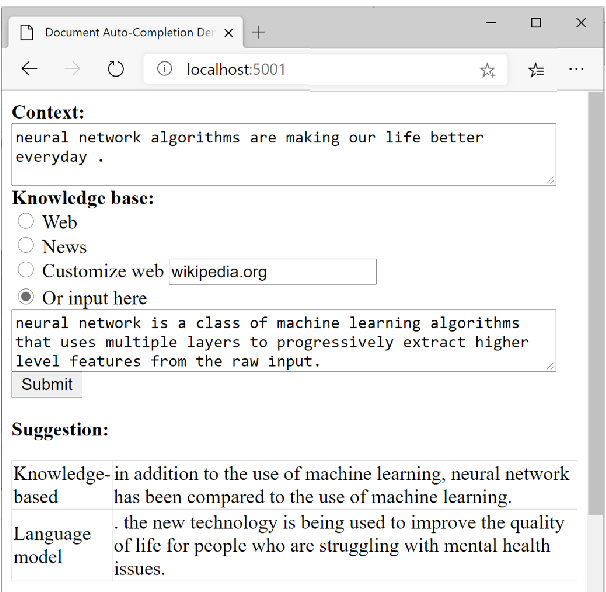 Document Auto-Completion Der
localhost:5001
Context:
neural network algorithms are making our life better
everyday .
Knowledge base:
Web
News
Customize web wikipedia.org
Or input here
neural network is a class of machine learning algorithms
that uses multiple layers to progressively extract higher
level features from the raw input.
Submit
Suggestion:
Knowledge- in addition to the use of machine learning, neural network
based has been compared to the use of machine learning.
. the new technology is being used to improve the quality
Language model of life for people who are struggling with mental health
issues.